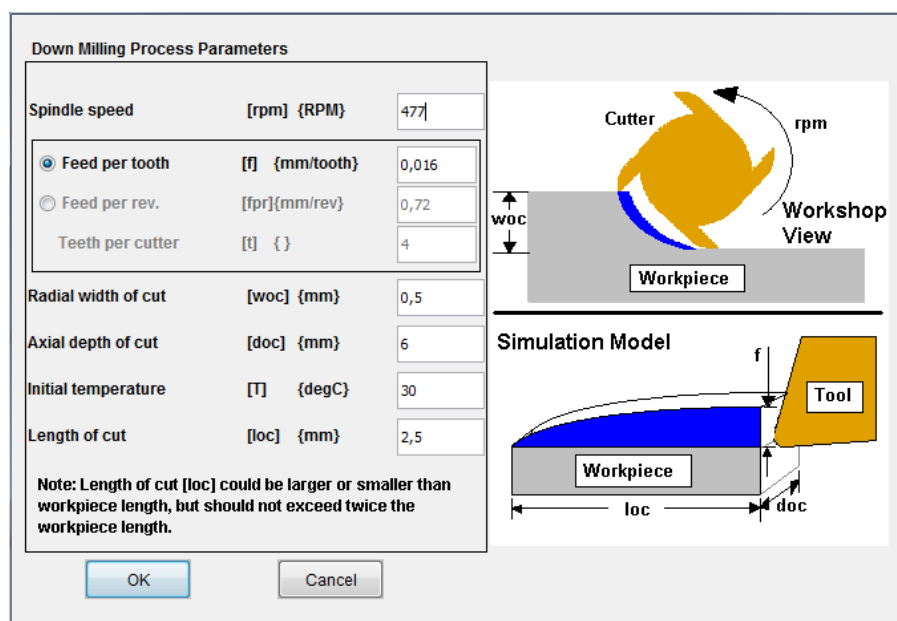 Down Milling Process Parameters
Spindle speed [rpm] {RPM} 477
Feed per tooth [f] {mm/tooth} 0,016
Feed per rev. [fpr]{mm/rev} 0,72
Teeth per cutter [t] { } 4
Radial width of cut [woc] {mm} 0,5
Axial depth of cut [doc] {mm} 6
Initial temperature [T] {degC} 30
Length of cut [loc] {mm} 2,5
Note: Length of cut [loc] could be larger or smaller than
workpiece length, but should not exceed twice the
workpiece length.
OK
Cancel
Cutter
rpm
woc
Workshop
View
Workpiece
Simulation Model
f
Tool
Workpiece
loc
doc